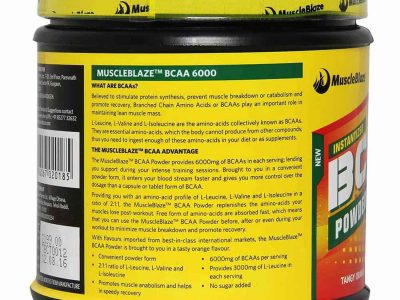 MuscleBlaze
MUSCLEBLAZE™ BCAA 6000
WHAT ARE BCAAs?
Believed to stimulate protein synthesis, prevent muscle breakdown or catabolism and
promote recovery, Branched Chain Amino-Acids or BCAAs play an important role in
maintaining lean muscle mass.
L-Leucine, L-Valine and L-Isoleucine are the amino-acids collectively known as BCAAs.
They are essential amino-acids, which the body cannot produce from other compounds,
thus you need to ingest enough of these amino-acids in your diet or as supplements.
THE MUSCLEBLAZE™ BCAA ADVANTAGE
The MuscleBlaze™ BCAA Powder provides 6000mg of BCAAs in each serving; lending
you support during your intense training sessions. Brought to you in a convenient
powder form, it enters your blood stream faster and gives you more control over the
dosage than a capsule or tablet form of BCAA.
With free form of amino-acids L-Leucine, L-Valine and L-Isoleucine in a
ratio of 2:1:1, the MuscleBlaze™ BCAA Powder replenishes the amino-acids your
muscles lose post-workout. Free form of amino-acids are absorbed fast, which means
that you can use the MuscleBlaze™ BCAA Powder before, after or even during your
workout to minimize muscle breakdown and promote recovery.
With flavours imported from best-in-class international markets, the MuscleBlaze™
BCAA Powder is brought to you in a tasty orange flavour.
• Convenient powder form
• 2:1:1 ratio of L-Leucine, L-Valine and
L-Isoleucine
• Promotes muscle anabolism and helps
in speedy recovery
• 6000mg of BCAAs per serving
• Provides 3000mg of L-Leucine in
each serving
• No sugar added
MuscleBlaze
INSTANTIZED
NEW
BC
POWD
TANGY ORAN